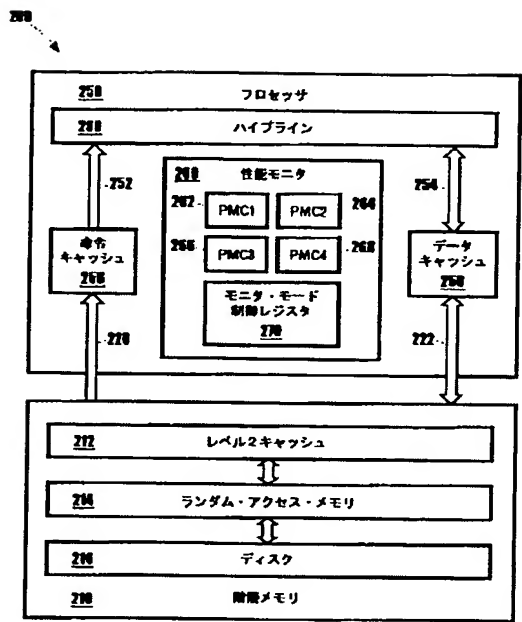 200
250 プロセッサ
280 パイプライン
252
260 性能モニタ
254
262 PMC1 PMC2 264
266 PMC3 PMC4 268
命令
キャッシュ
256
モニタ・モード
制御レジスタ
270
データ
キャッシュ
258
220
222
212 レベル2キャッシュ
214 ランダム・アクセス・メモリ
216 ディスク
210 階層メモリ